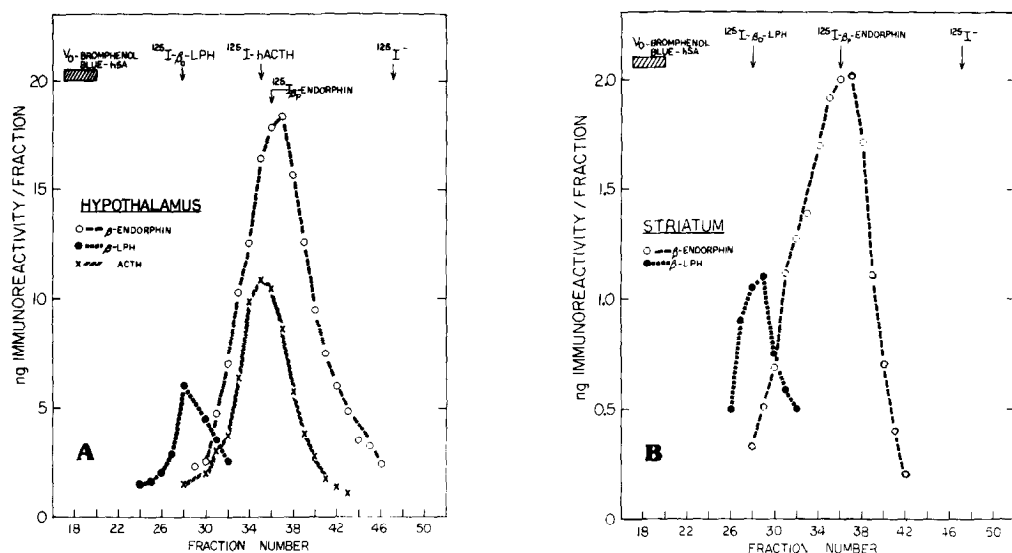 V₀-BROMPHENOL
BLUE-hSA
¹²⁵I-βₚ-LPH
¹²⁵I-hACTH
¹²⁵I⁻
¹²⁵I-βₚ-ENDORPHIN
ng IMMUNOREACTIVITY / FRACTION
20
15
10
5
0
HYPOTHALAMUS
β-ENDORPHIN
β-LPH
ACTH
A
18 22 26 30 34 38 42 46 50
FRACTION NUMBER
V₀-BROMPHENOL
BLUE-hSA
¹²⁵I-βₚ-LPH
¹²⁵I-βₚ-ENDORPHIN
¹²⁵I⁻
ng IMMUNOREACTIVITY / FRACTION
2.0
1.5
1.0
0.5
0
STRIATUM
β-ENDORPHIN
β-LPH
B
18 22 26 30 34 38 42 46 50
FRACTION NUMBER